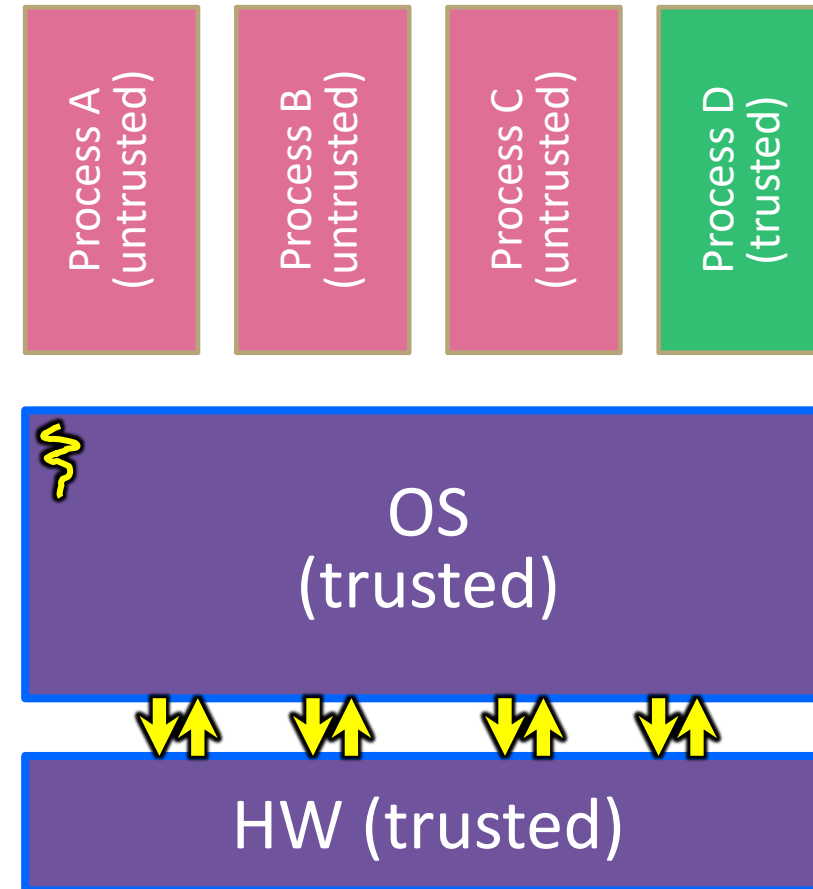 Process A
(untrusted)
Process B
(untrusted)
Process C
(untrusted)
Process D
(trusted)
OS
(trusted)
HW (trusted)